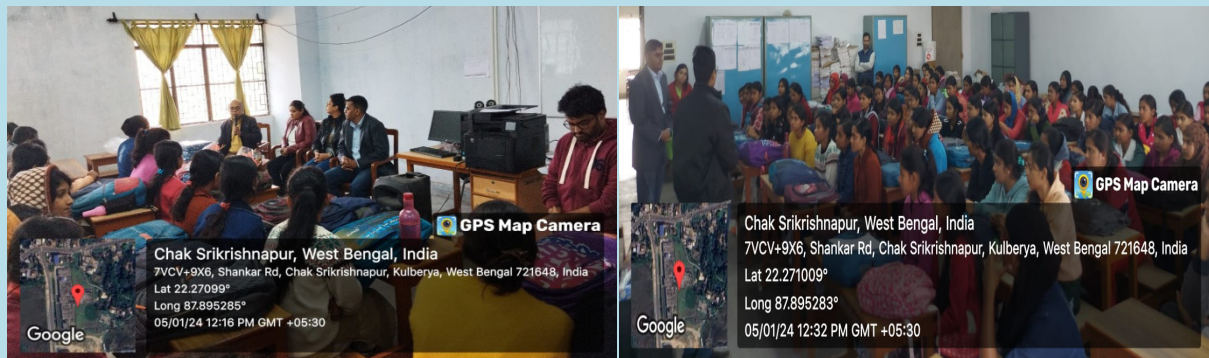 GPS Map Camera
Chak Srikrishnapur, West Bengal, India
7VCV+9X6, Shankar Rd, Chak Srikrishnapur, Kulberya, West Bengal 721648, India
Lat 22.27099°
Long 87.895285°
05/01/24 12:16 PM GMT +05:30
Google
GPS Map Camera
Chak Srikrishnapur, West Bengal, India
7VCV+9X6, Shankar Rd, Chak Srikrishnapur, Kulberya, West Bengal 721648, India
Lat 22.271009°
Long 87.895283°
05/01/24 12:32 PM GMT +05:30
Google